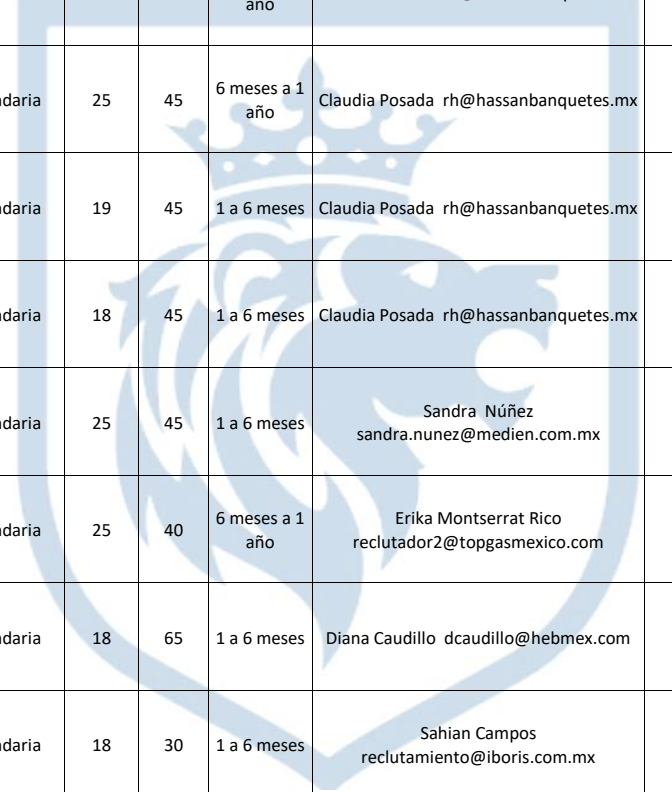 año
ndaria 25 45 6 meses a 1 año Claudia Posada rh@hassanbanquetes.mx
ndaria 19 45 1 a 6 meses Claudia Posada rh@hassanbanquetes.mx
ndaria 18 45 1 a 6 meses Claudia Posada rh@hassanbanquetes.mx
ndaria 25 45 1 a 6 meses Sandra Núñez
sandra.nunez@medien.com.mx
ndaria 25 40 6 meses a 1 año Erika Montserrat Rico
reclutador2@topgasmexico.com
ndaria 18 65 1 a 6 meses Diana Caudillo dcaudillo@hebmex.com
ndaria 18 30 1 a 6 meses Sahian Campos
reclutamiento@iboris.com.mx